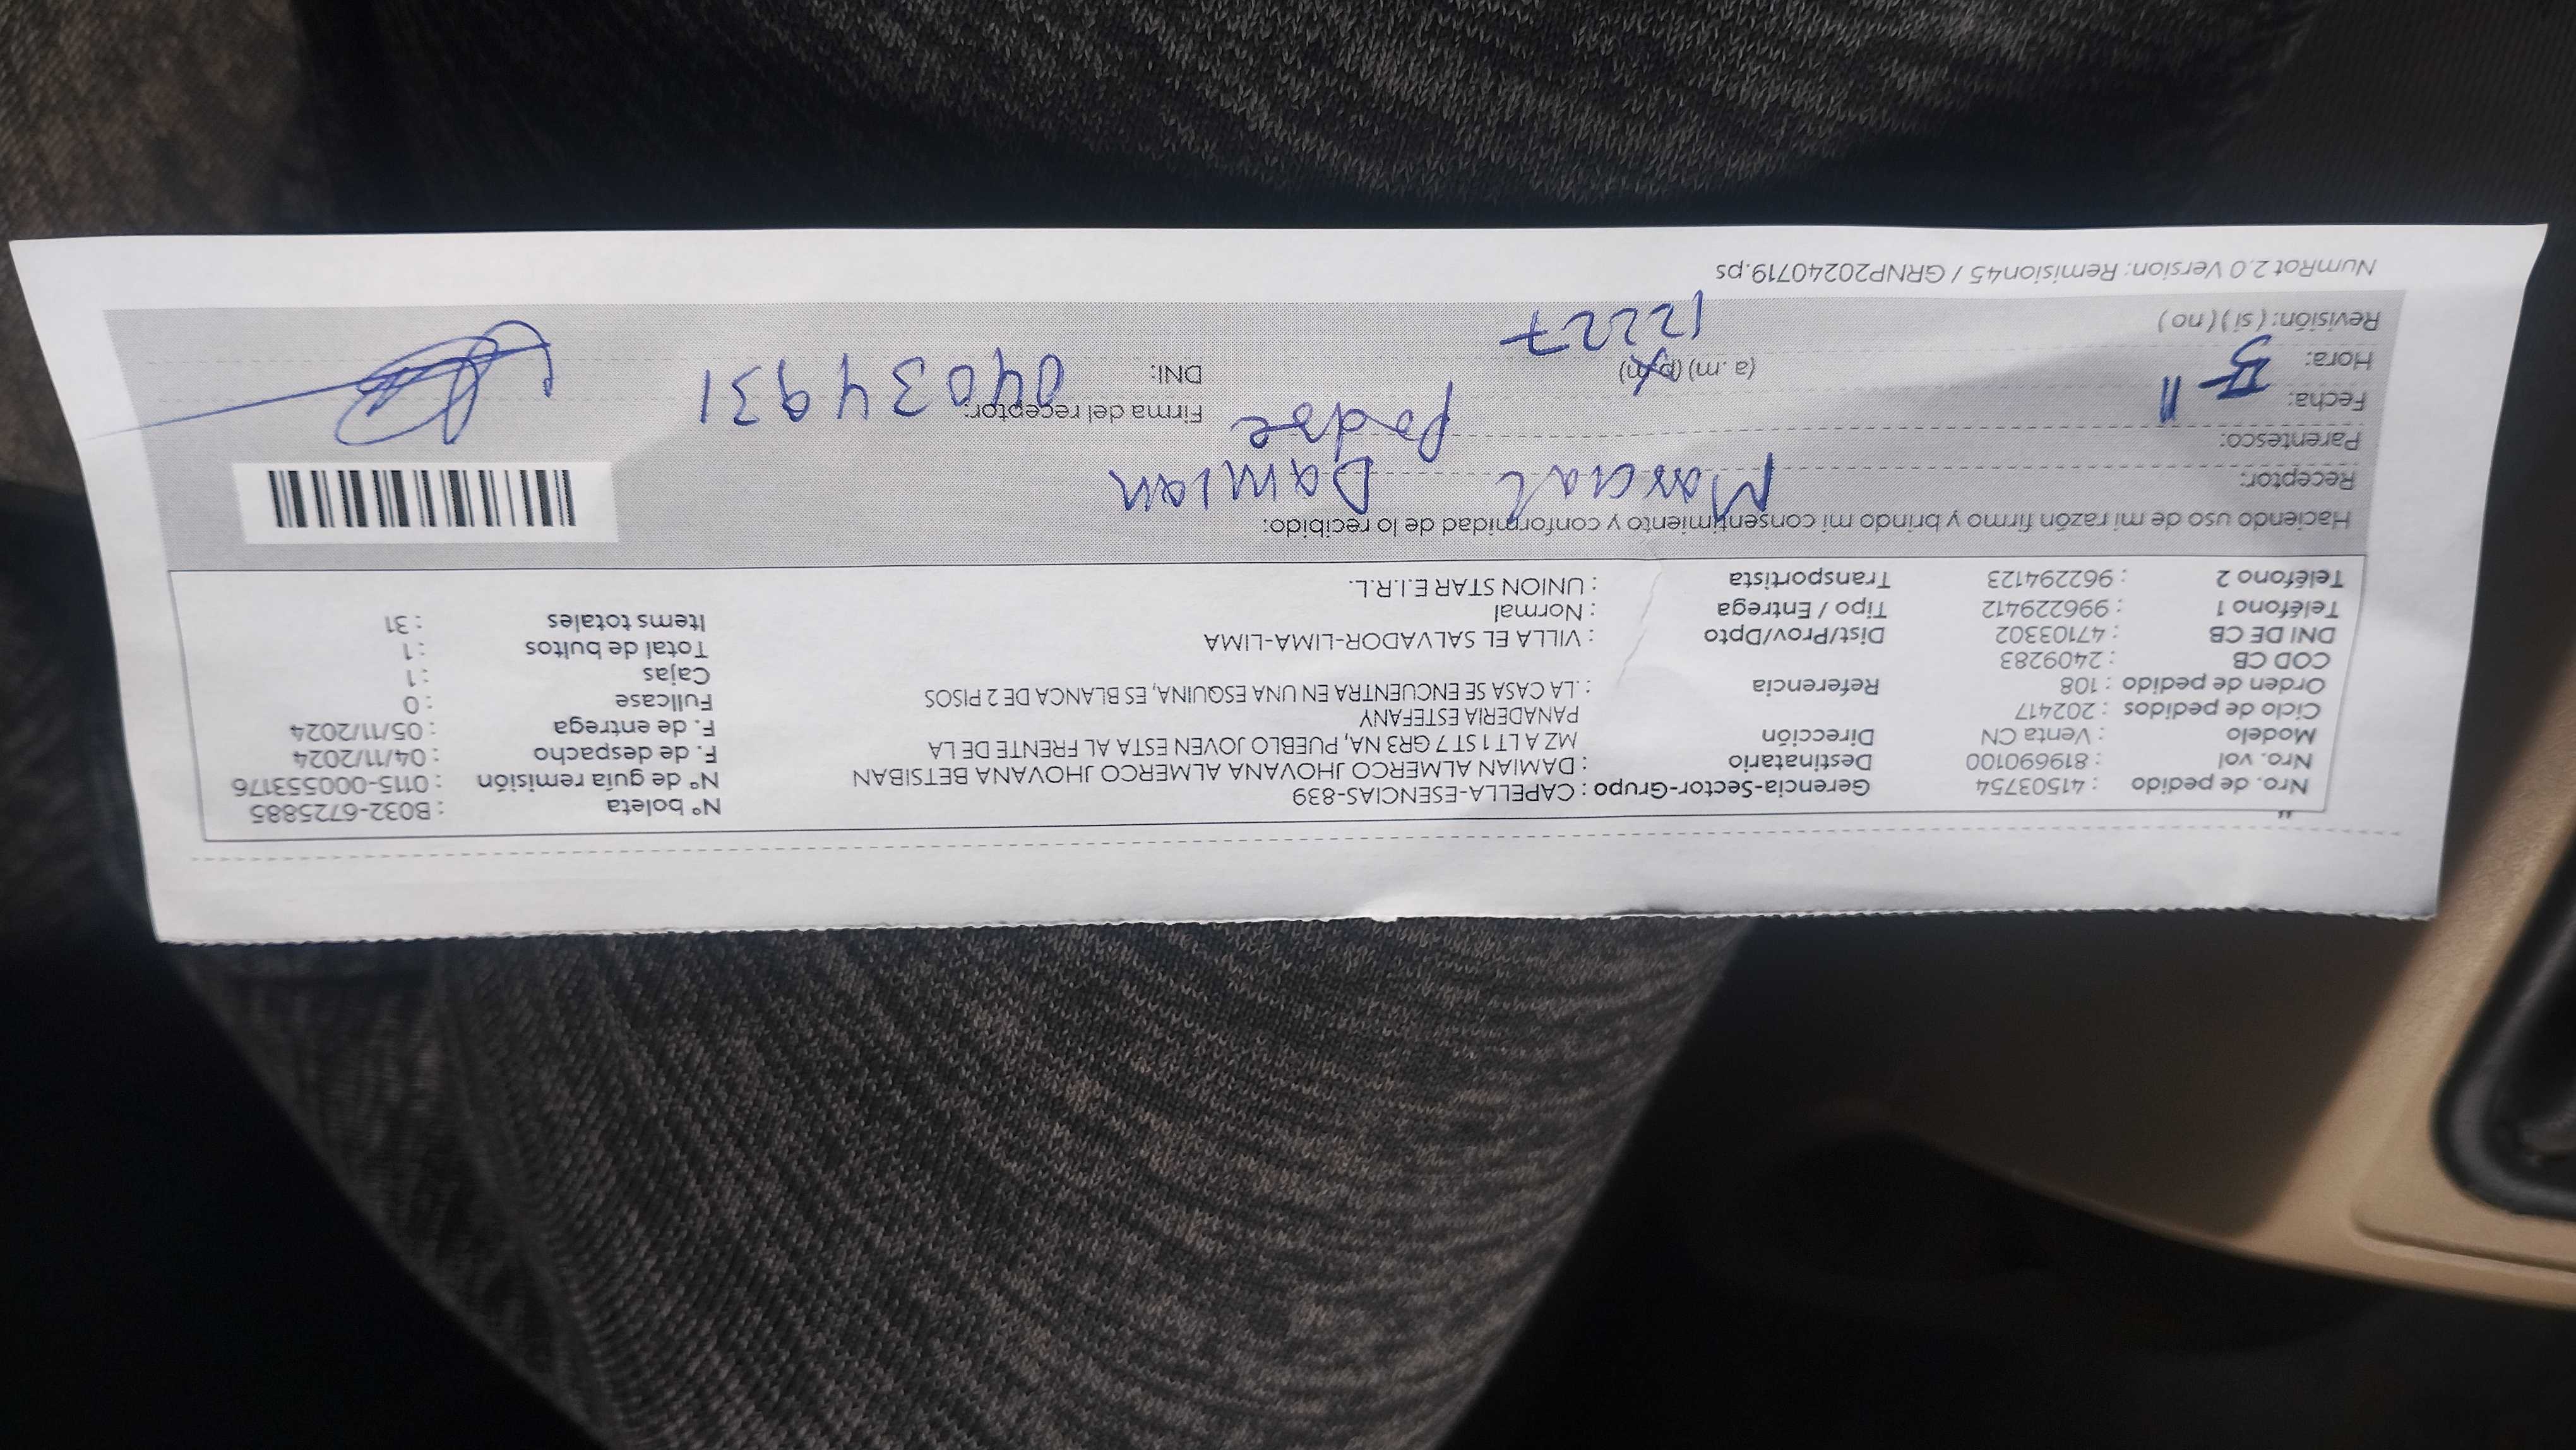 "
Nro. de pedido : 41503754 Gerencia-Sector-Grupo : CAPELLA-ESENCIAS-839 N° boleta : B032-6725885
Nro. vol : 819690100 Destinatario : DAMIAN ALMERCO JHOVANA ALMERCO JHOVANA BETSIBAN N° de guía remisión : 0115-000553176
Modelo : Venta CN Dirección MZ A LT 1 ST 7 GR3 NA, PUEBLO JOVEN ESTA AL FRENTE DE LA F. de despacho : 04/11/2024
Ciclo de pedidos : 202417 PANADERIA ESTEFANY F. de entrega : 05/11/2024
Orden de pedido : 108 Referencia : .LA CASA SE ENCUENTRA EN UNA ESQUINA, ES BLANCA DE 2 PISOS Fullcase : 0
COD CB : 2409283 Cajas : 1
DNI DE CB : 47103302 Dist/Prov/Dpto : VILLA EL SALVADOR-LIMA-LIMA Total de bultos : 1
Teléfono 1 : 996229412 Tipo / Entrega : Normal Items totales : 31
Teléfono 2 : 962294123 Transportista : UNION STAR E.I.R.L.
Haciendo uso de mi razón firmo y brindo mi consentimiento y conformidad de lo recibido:
Receptor: Marcial Damian
Parentesco: Padre
Fecha: 11 Firma del receptor:
Hora: (a.m) (p.m) 1227 DNI: 04034931
Revisión: ( si ) ( no )
NumRot 2.0 Version: Remision45 / GRNP20240719.ps